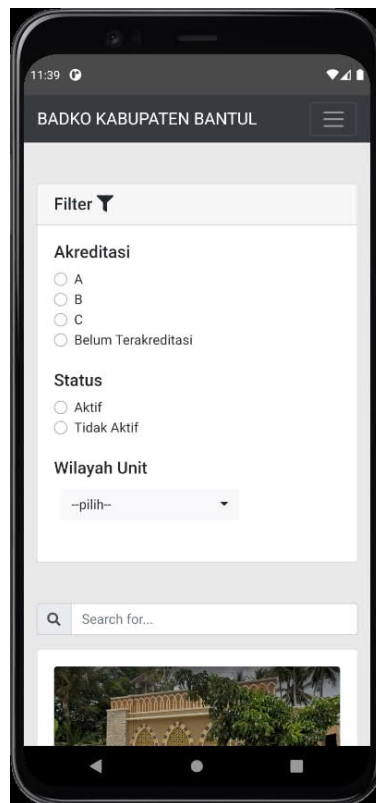 11:39
BADKO KABUPATEN BANTUL
Filter
Akreditasi
A
B
C
Belum Terakreditasi
Status
Aktif
Tidak Aktif
Wilayah Unit
--pilih--
Search for...